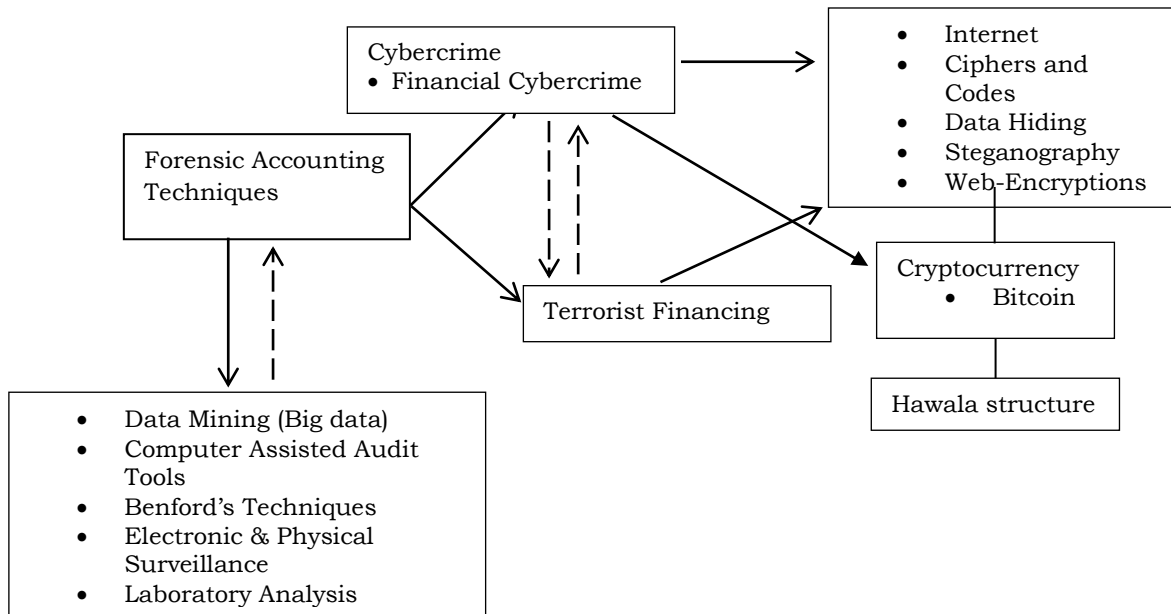 Cybercrime
• Financial Cybercrime
• Internet
• Ciphers and
Codes
• Data Hiding
• Steganography
• Web-Encryptions
Forensic Accounting
Techniques
Terrorist Financing
Cryptocurrency
• Bitcoin
Hawala structure
• Data Mining (Big data)
• Computer Assisted Audit
Tools
• Benford’s Techniques
• Electronic & Physical
Surveillance
• Laboratory Analysis